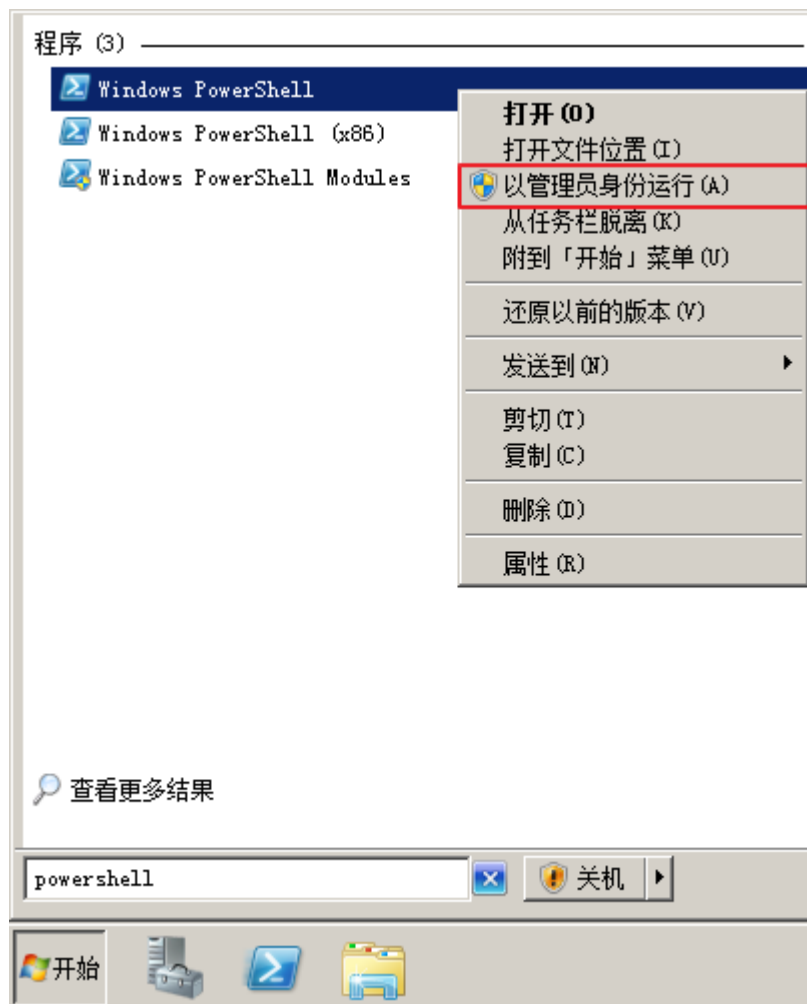 程序 (3)
Windows PowerShell
Windows PowerShell (x86)
Windows PowerShell Modules
打开(O)
打开文件位置(I)
以管理员身份运行(A)
从任务栏脱离(K)
附到「开始」菜单(U)
还原以前的版本(V)
发送到(N)
剪切(T)
复制(C)
删除(D)
属性(R)
查看更多结果
powershell
关机
开始